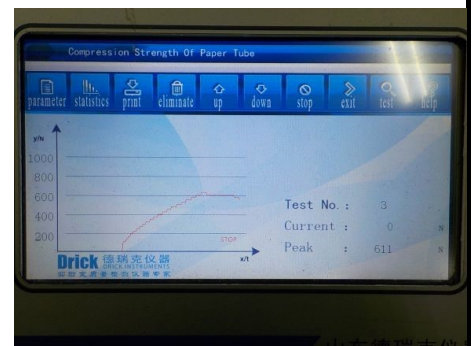 Compression Strength Of Paper Tube
parameter statistics print eliminate up down stop exit test help
y/N
1000
800
600
400
200
STOP
x/t
Test No.: 3
Current : 0 N
Peak : 611 N
Drick 德瑞克仪器
DRICK INSTRUMENTS